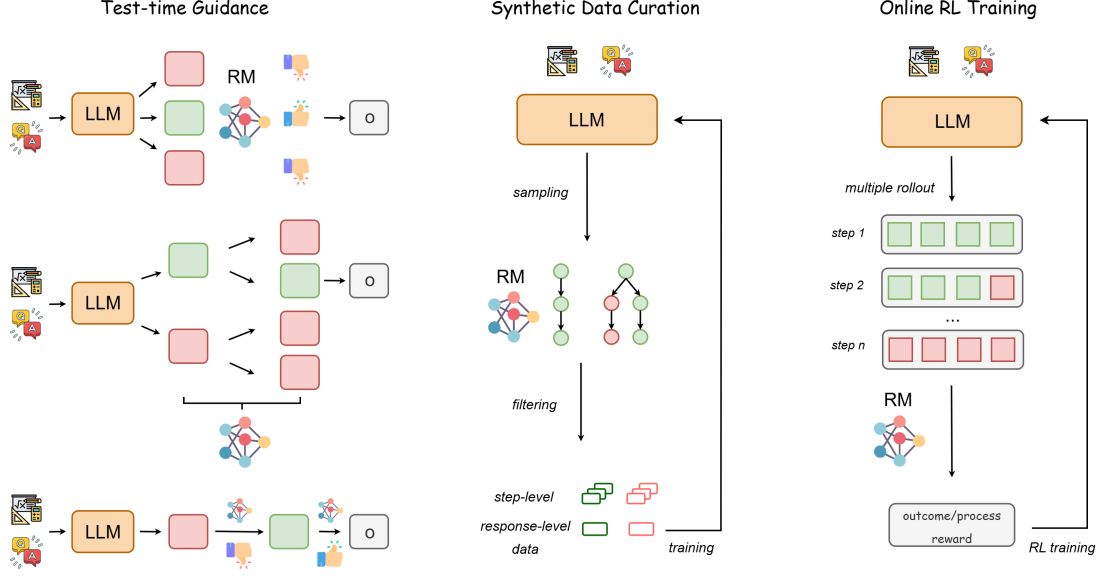 Test-time Guidance
RM
LLM
O
LLM
O
LLM
O
Synthetic Data Curation
LLM
sampling
RM
filtering
step-level
response-level
data
training
Online RL Training
LLM
multiple rollout
step 1
step 2
...
step n
RM
outcome/process
reward
RL training